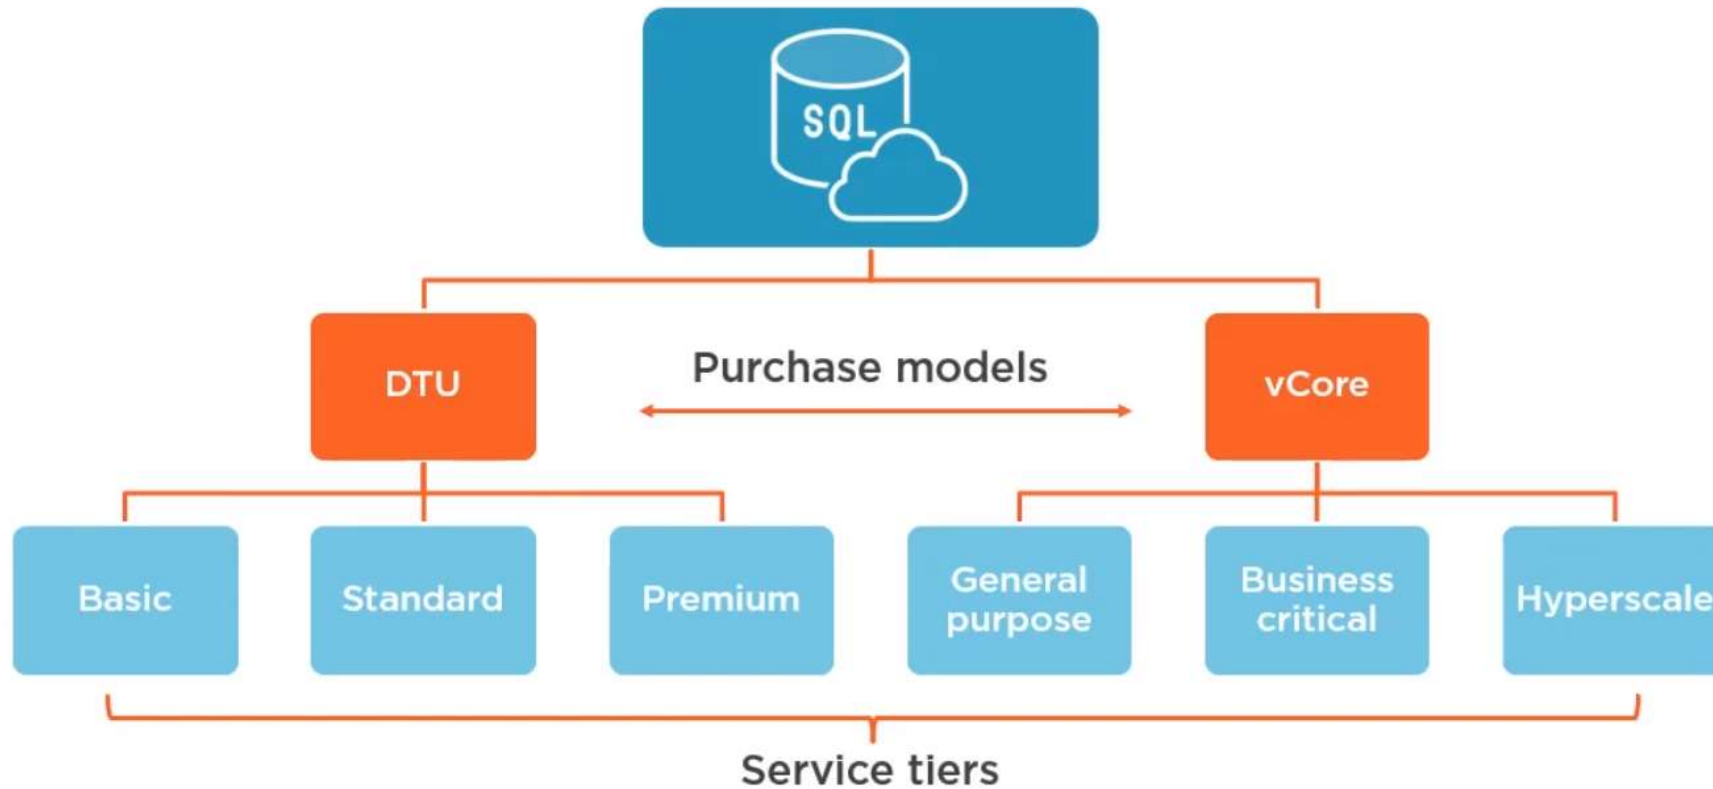 SQL
DTU
Purchase models
vCore
Basic
Standard
Premium
General
purpose
Business
critical
Hyperscale
Service tiers